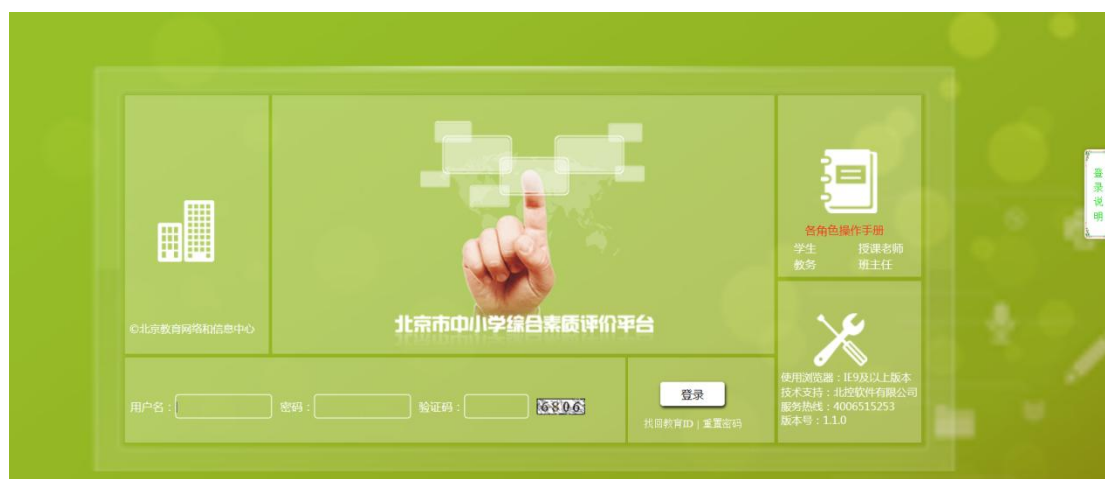 登录说明
各角色操作手册
学生 授课老师
教务 班主任
©北京教育网络和信息中心
北京市中小学综合素质评价平台
使用浏览器：IE9及以上版本
技术支持：北控软件有限公司
服务热线：4006515253
版本号：1.1.0
用户名： 密码： 验证码： 6806
登录
找回教育ID | 重置密码